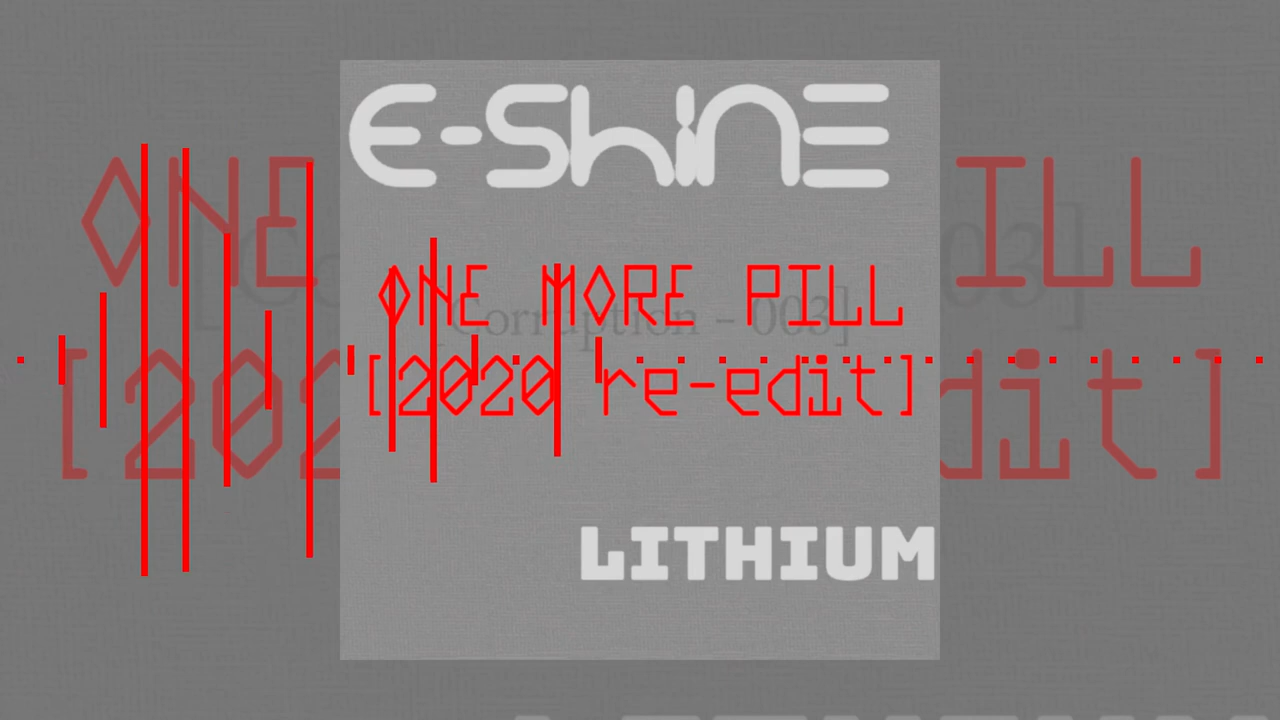 E-ShinE
ONE MORE PILL
[Corruption - 003]
[2020 re-edit]
LITHIUM